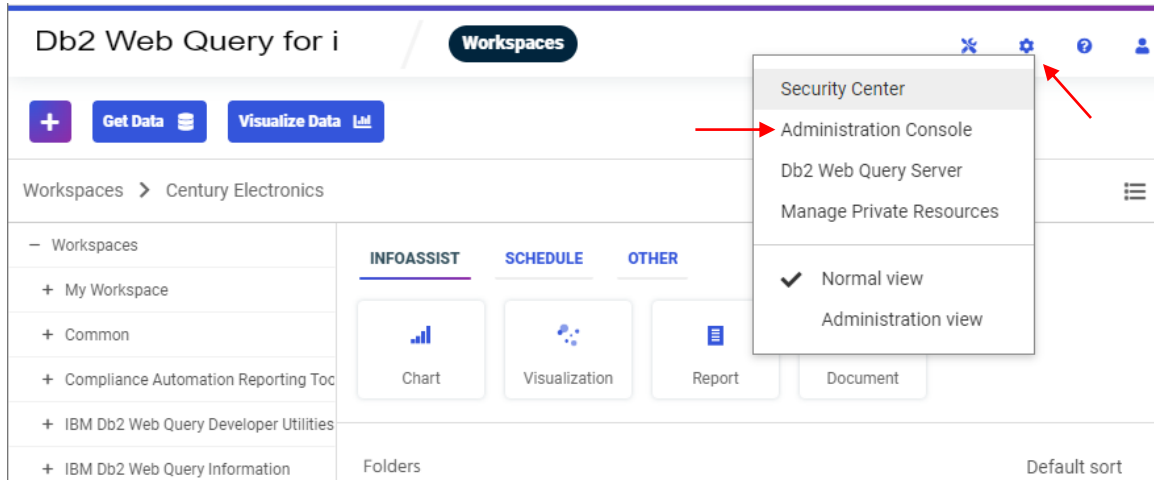 Db2 Web Query for i
Workspaces
Get Data
Visualize Data
Security Center
Administration Console
Db2 Web Query Server
Manage Private Resources
Normal view
Administration view
Workspaces > Century Electronics
− Workspaces
+ My Workspace
+ Common
+ Compliance Automation Reporting Too
+ IBM Db2 Web Query Developer Utilities
+ IBM Db2 Web Query Information
INFOASSIST SCHEDULE OTHER
Chart
Visualization
Report
Document
Folders
Default sort